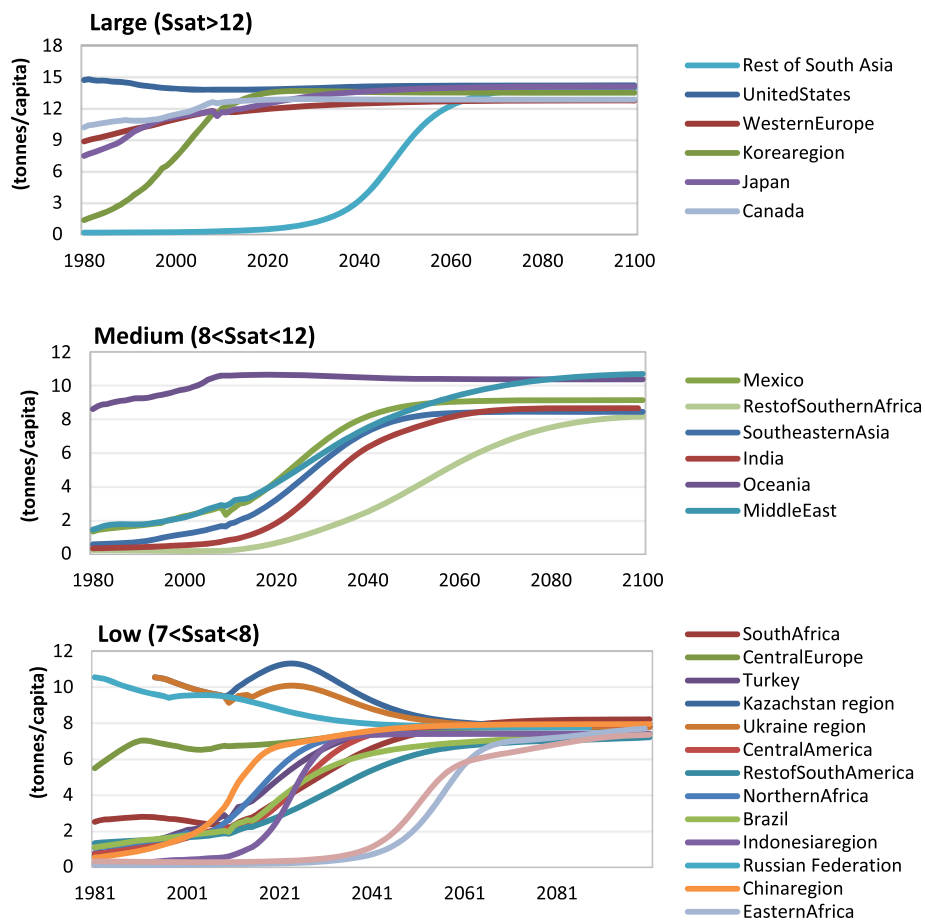 Large (Ssat>12)
(tonnes/capita)
18
15
12
9
6
3
0
1980 2000 2020 2040 2060 2080 2100
Rest of South Asia
UnitedStates
WesternEurope
Korearegion
Japan
Canada
Medium (8<Ssat<12)
(tonnes/capita)
12
10
8
6
4
2
0
1980 2000 2020 2040 2060 2080 2100
Mexico
RestofSouthernAfrica
SoutheasternAsia
India
Oceania
MiddleEast
Low (7<Ssat<8)
(tonnes/capita)
12
10
8
6
4
2
0
1981 2001 2021 2041 2061 2081
SouthAfrica
CentralEurope
Turkey
Kazachstan region
Ukraine region
CentralAmerica
RestofSouthAmerica
NorthernAfrica
Brazil
Indonesiaregion
Russian Federation
Chinaregion
EasternAfrica